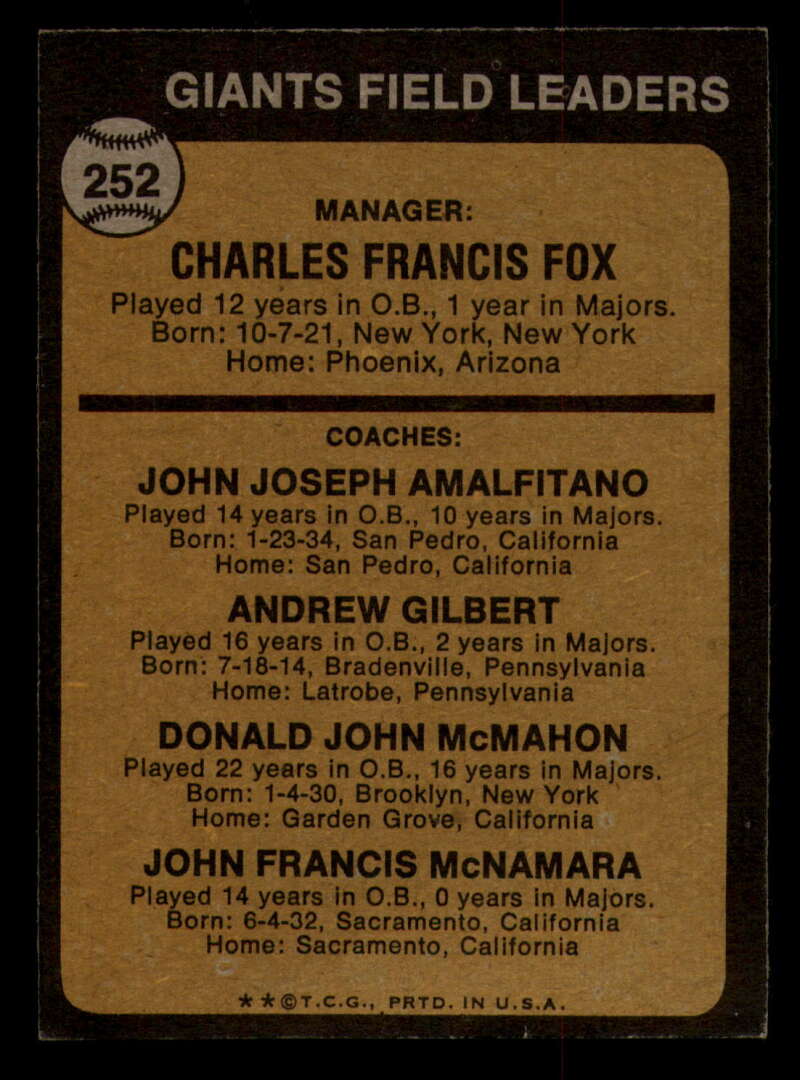 GIANTS FIELD LEADERS
252
MANAGER:
CHARLES FRANCIS FOX
Played 12 years in O.B., 1 year in Majors.
Born: 10-7-21, New York, New York
Home: Phoenix, Arizona
COACHES:
JOHN JOSEPH AMALFITANO
Played 14 years in O.B., 10 years in Majors.
Born: 1-23-34, San Pedro, California
Home: San Pedro, California
ANDREW GILBERT
Played 16 years in O.B., 2 years in Majors.
Born: 7-18-14, Bradenville, Pennsylvania
Home: Latrobe, Pennsylvania
DONALD JOHN McMAHON
Played 22 years in O.B., 16 years in Majors.
Born: 1-4-30, Brooklyn, New York
Home: Garden Grove, California
JOHN FRANCIS McNAMARA
Played 14 years in O.B., 0 years in Majors.
Born: 6-4-32, Sacramento, California
Home: Sacramento, California
★★©T.C.G., PRTD. IN U.S.A.